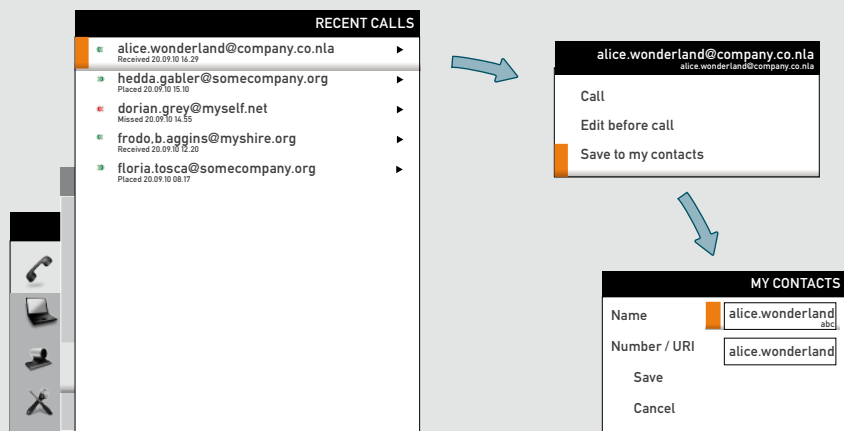 RECENT CALLS
alice.wonderland@company.co.nla
Received 20.09.10 16.29
hedda.gabler@somecompany.org
Placed 20.09.10 15.10
dorian.grey@myself.net
Missed 20.09.10 14.55
frodo,b.aggins@myshire.org
Received 20.09.10 12.20
floria.tosca@somecompany.org
Placed 20.09.10 08.17
alice.wonderland@company.co.nla
alice.wonderland@company.co.nla
Call
Edit before call
Save to my contacts
MY CONTACTS
Name
alice.wonderland
abc
Number / URI
alice.wonderland
Save
Cancel